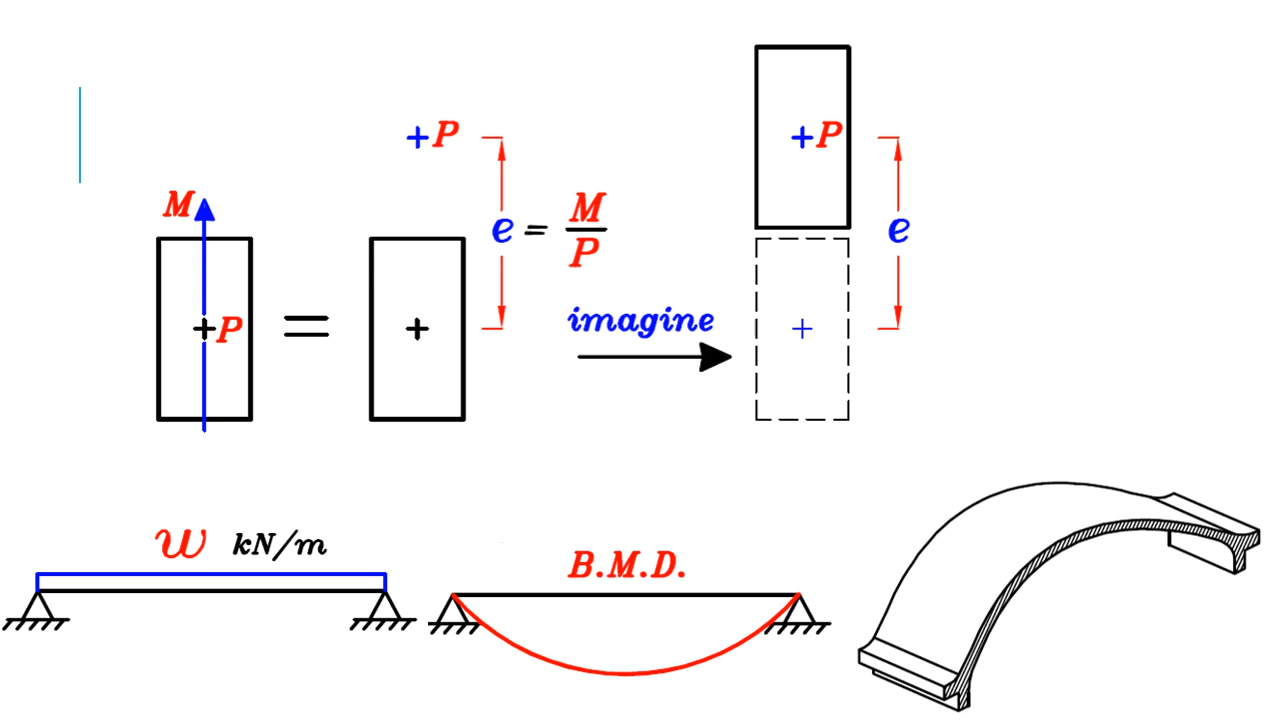 +P
+P
M
e = M/P
e
+P
+
+
imagine
w kN/m
B.M.D.